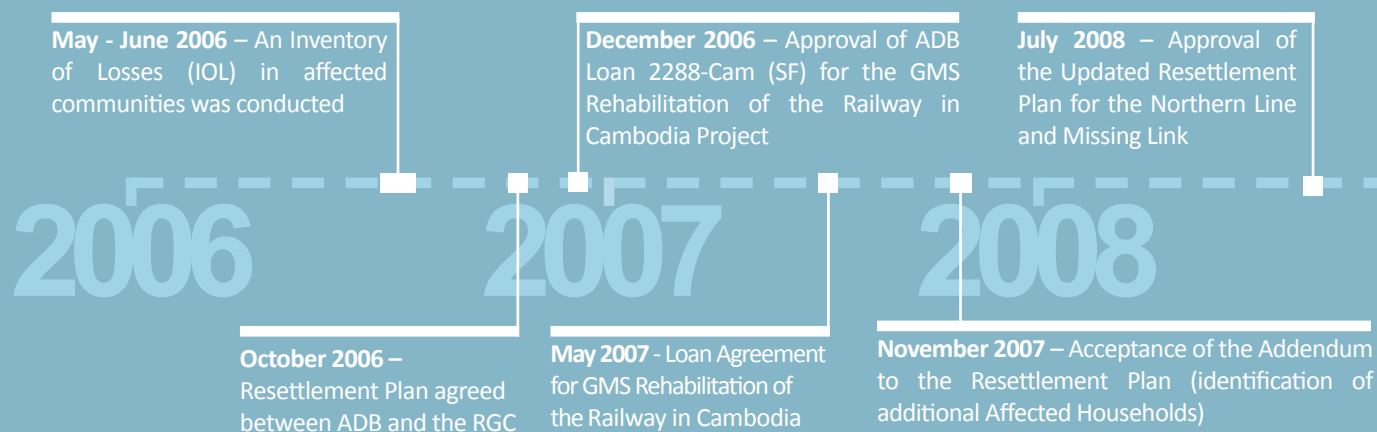 May - June 2006 – An Inventory
of Losses (IOL) in affected
communities was conducted
December 2006 – Approval of ADB
Loan 2288-Cam (SF) for the GMS
Rehabilitation of the Railway in
Cambodia Project
July 2008 – Approval of
the Updated Resettlement
Plan for the Northern Line
and Missing Link
2006
2007
2008
October 2006 –
Resettlement Plan agreed
between ADB and the RGC
May 2007 - Loan Agreement
for GMS Rehabilitation of
the Railway in Cambodia
November 2007 – Acceptance of the Addendum
to the Resettlement Plan (identification of
additional Affected Households)